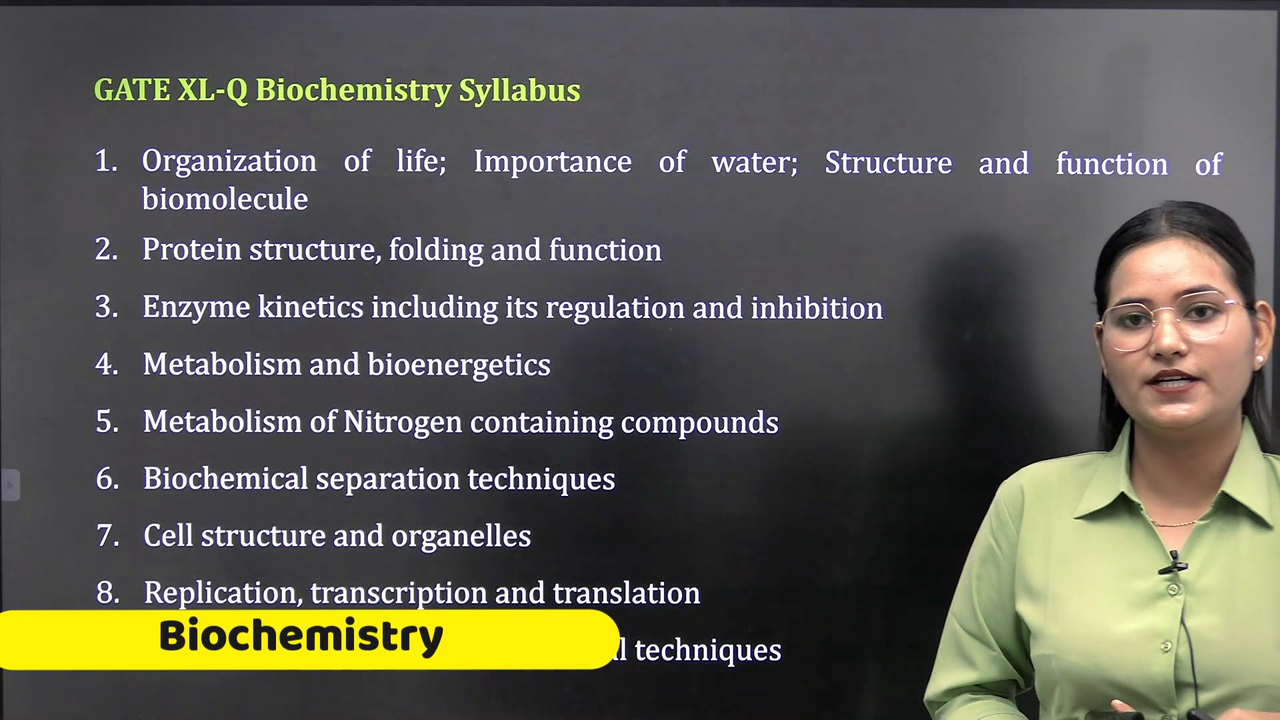 GATE XL-Q Biochemistry Syllabus
1. Organization of life; Importance of water; Structure and function of
biomolecule
2. Protein structure, folding and function
3. Enzyme kinetics including its regulation and inhibition
4. Metabolism and bioenergetics
5. Metabolism of Nitrogen containing compounds
6. Biochemical separation techniques
7. Cell structure and organelles
8. Replication, transcription and translation
Biochemistry
techniques